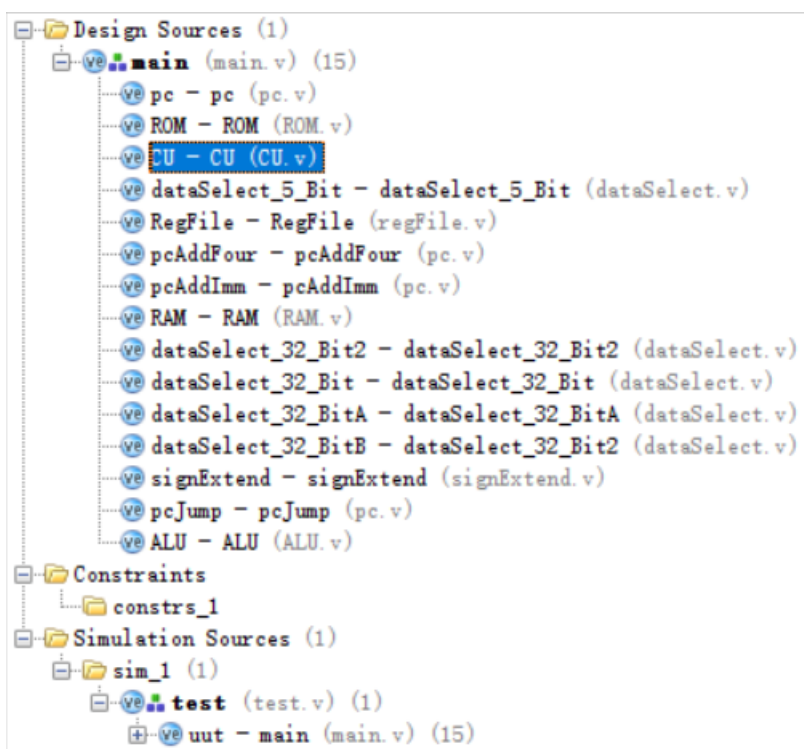 Design Sources (1)
main (main.v) (15)
pc - pc (pc.v)
ROM - ROM (ROM.v)
CU - CU (CU.v)
dataSelect_5_Bit - dataSelect_5_Bit (dataSelect.v)
RegFile - RegFile (regFile.v)
pcAddFour - pcAddFour (pc.v)
pcAddImm - pcAddImm (pc.v)
RAM - RAM (RAM.v)
dataSelect_32_Bit2 - dataSelect_32_Bit2 (dataSelect.v)
dataSelect_32_Bit - dataSelect_32_Bit (dataSelect.v)
dataSelect_32_BitA - dataSelect_32_BitA (dataSelect.v)
dataSelect_32_BitB - dataSelect_32_Bit2 (dataSelect.v)
signExtend - signExtend (signExtend.v)
pcJump - pcJump (pc.v)
ALU - ALU (ALU.v)
Constraints
constrs_1
Simulation Sources (1)
sim_1 (1)
test (test.v) (1)
uut - main (main.v) (15)